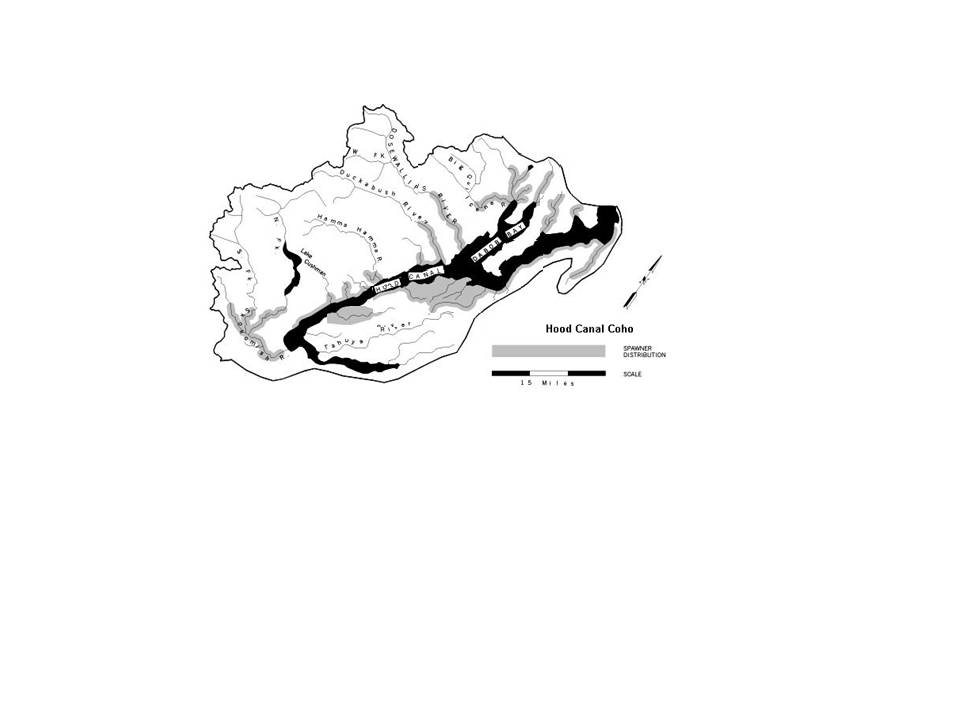 DOSEWALLIPS RIVER
W FK
Big Quilcene R
Duckabush River
Hamma Hamma R
N FK
Lake
Cushman
S FK
DABOB BAY
HOOD CANAL
Skokomish R
Tahuya River
Hood Canal Coho
SPAWNER
DISTRIBUTION
SCALE
15 Miles